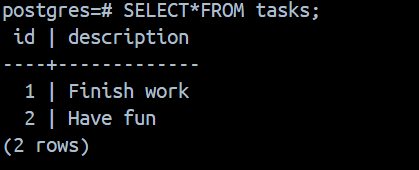 postgres=# SELECT*FROM tasks;
 id | description
----+-------------
  1 | Finish work
  2 | Have fun
(2 rows)